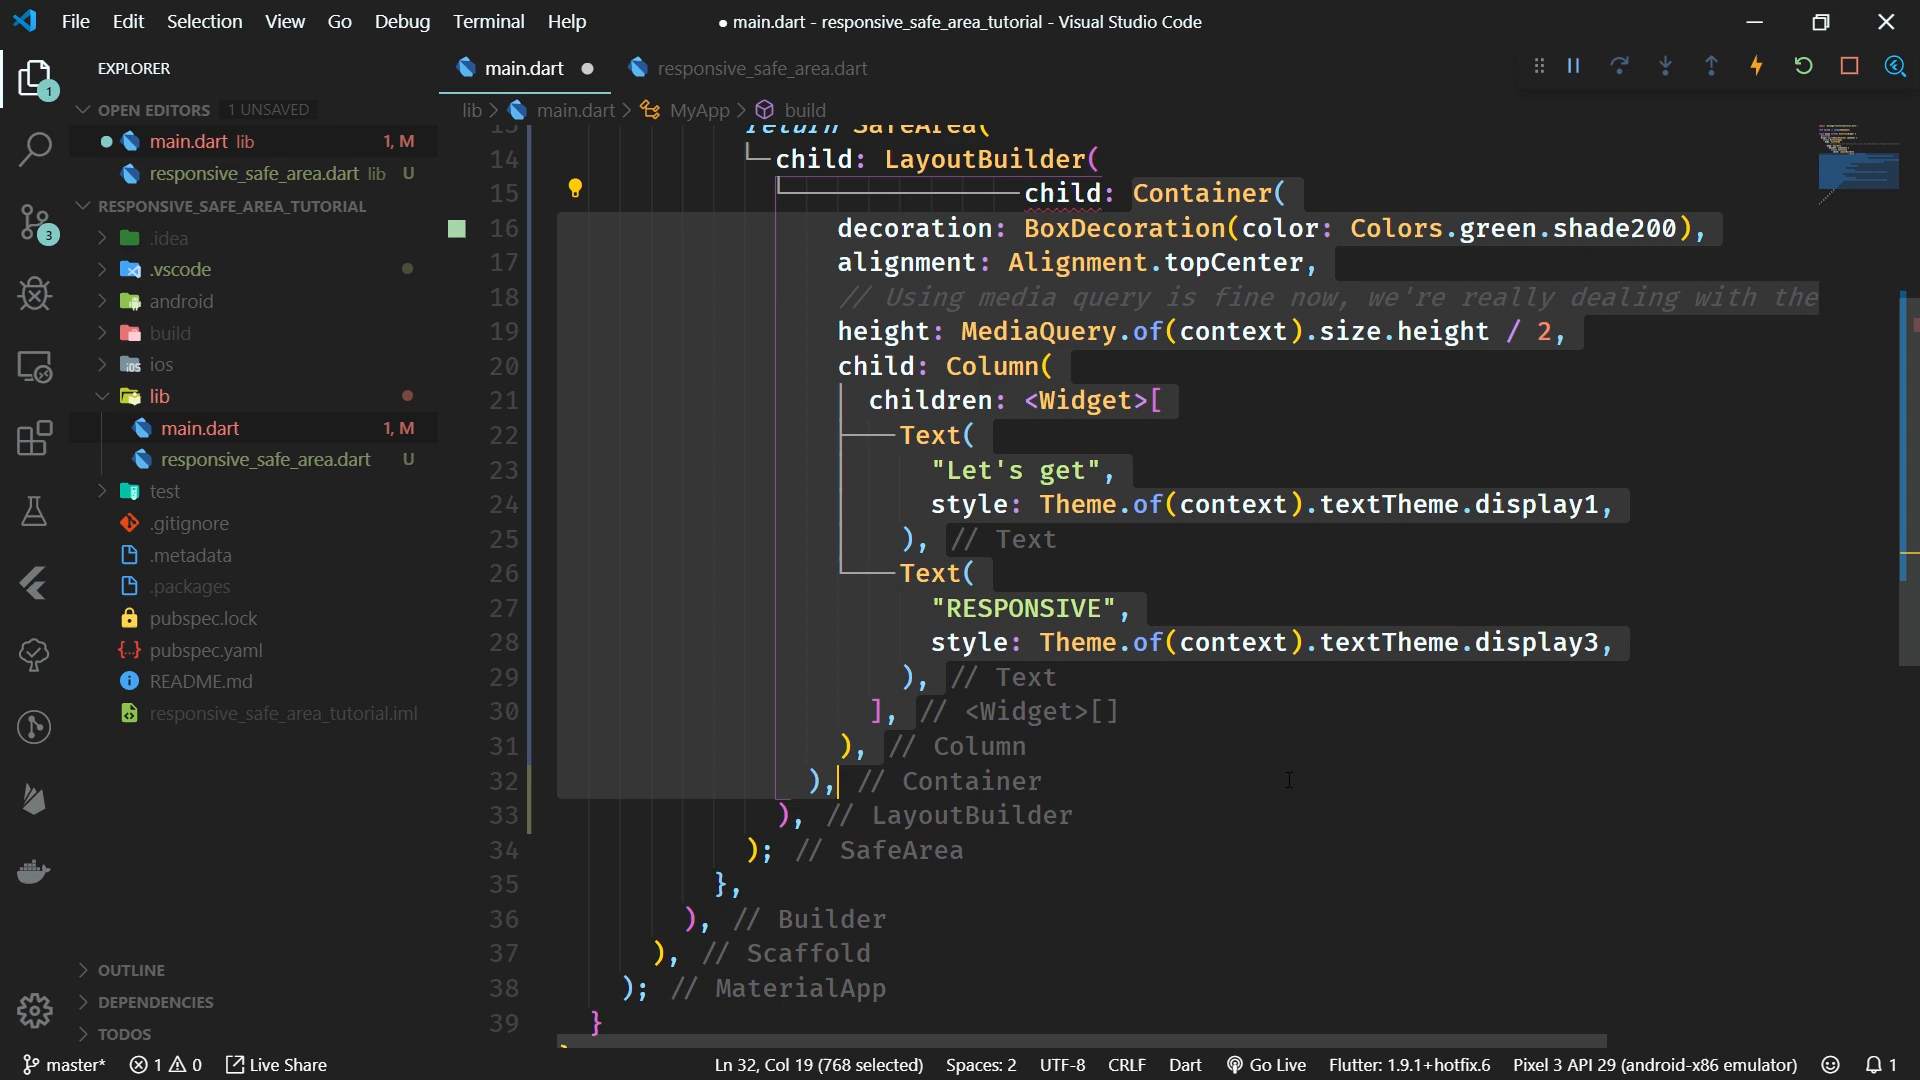 File Edit Selection View Go Debug Terminal Help
● main.dart - responsive_safe_area_tutorial - Visual Studio Code
EXPLORER
main.dart
responsive_safe_area.dart
OPEN EDITORS 1 UNSAVED
main.dart lib 1, M
responsive_safe_area.dart lib U
RESPONSIVE_SAFE_AREA_TUTORIAL
.idea
.vscode
android
build
ios
lib
main.dart 1, M
responsive_safe_area.dart U
test
.gitignore
.metadata
.packages
pubspec.lock
pubspec.yaml
README.md
responsive_safe_area_tutorial.iml
OUTLINE
DEPENDENCIES
TODOS
1
3
lib > main.dart > MyApp > build
13 return SafeArea(
14 child: LayoutBuilder(
15 child: Container(
16 decoration: BoxDecoration(color: Colors.green.shade200),
17 alignment: Alignment.topCenter,
18 // Using media query is fine now, we're really dealing with the
19 height: MediaQuery.of(context).size.height / 2,
20 child: Column(
21 children: <Widget>[
22 Text(
23 "Let's get",
24 style: Theme.of(context).textTheme.display1,
25 ), // Text
26 Text(
27 "RESPONSIVE",
28 style: Theme.of(context).textTheme.display3,
29 ), // Text
30 ], // <Widget>[]
31 ), // Column
32 ), // Container
33 ), // LayoutBuilder
34 ); // SafeArea
35 },
36 ), // Builder
37 ), // Scaffold
38 ); // MaterialApp
39 }
master* 1 0 Live Share
Ln 32, Col 19 (768 selected) Spaces: 2 UTF-8 CRLF Dart Go Live Flutter: 1.9.1+hotfix.6 Pixel 3 API 29 (android-x86 emulator) 1